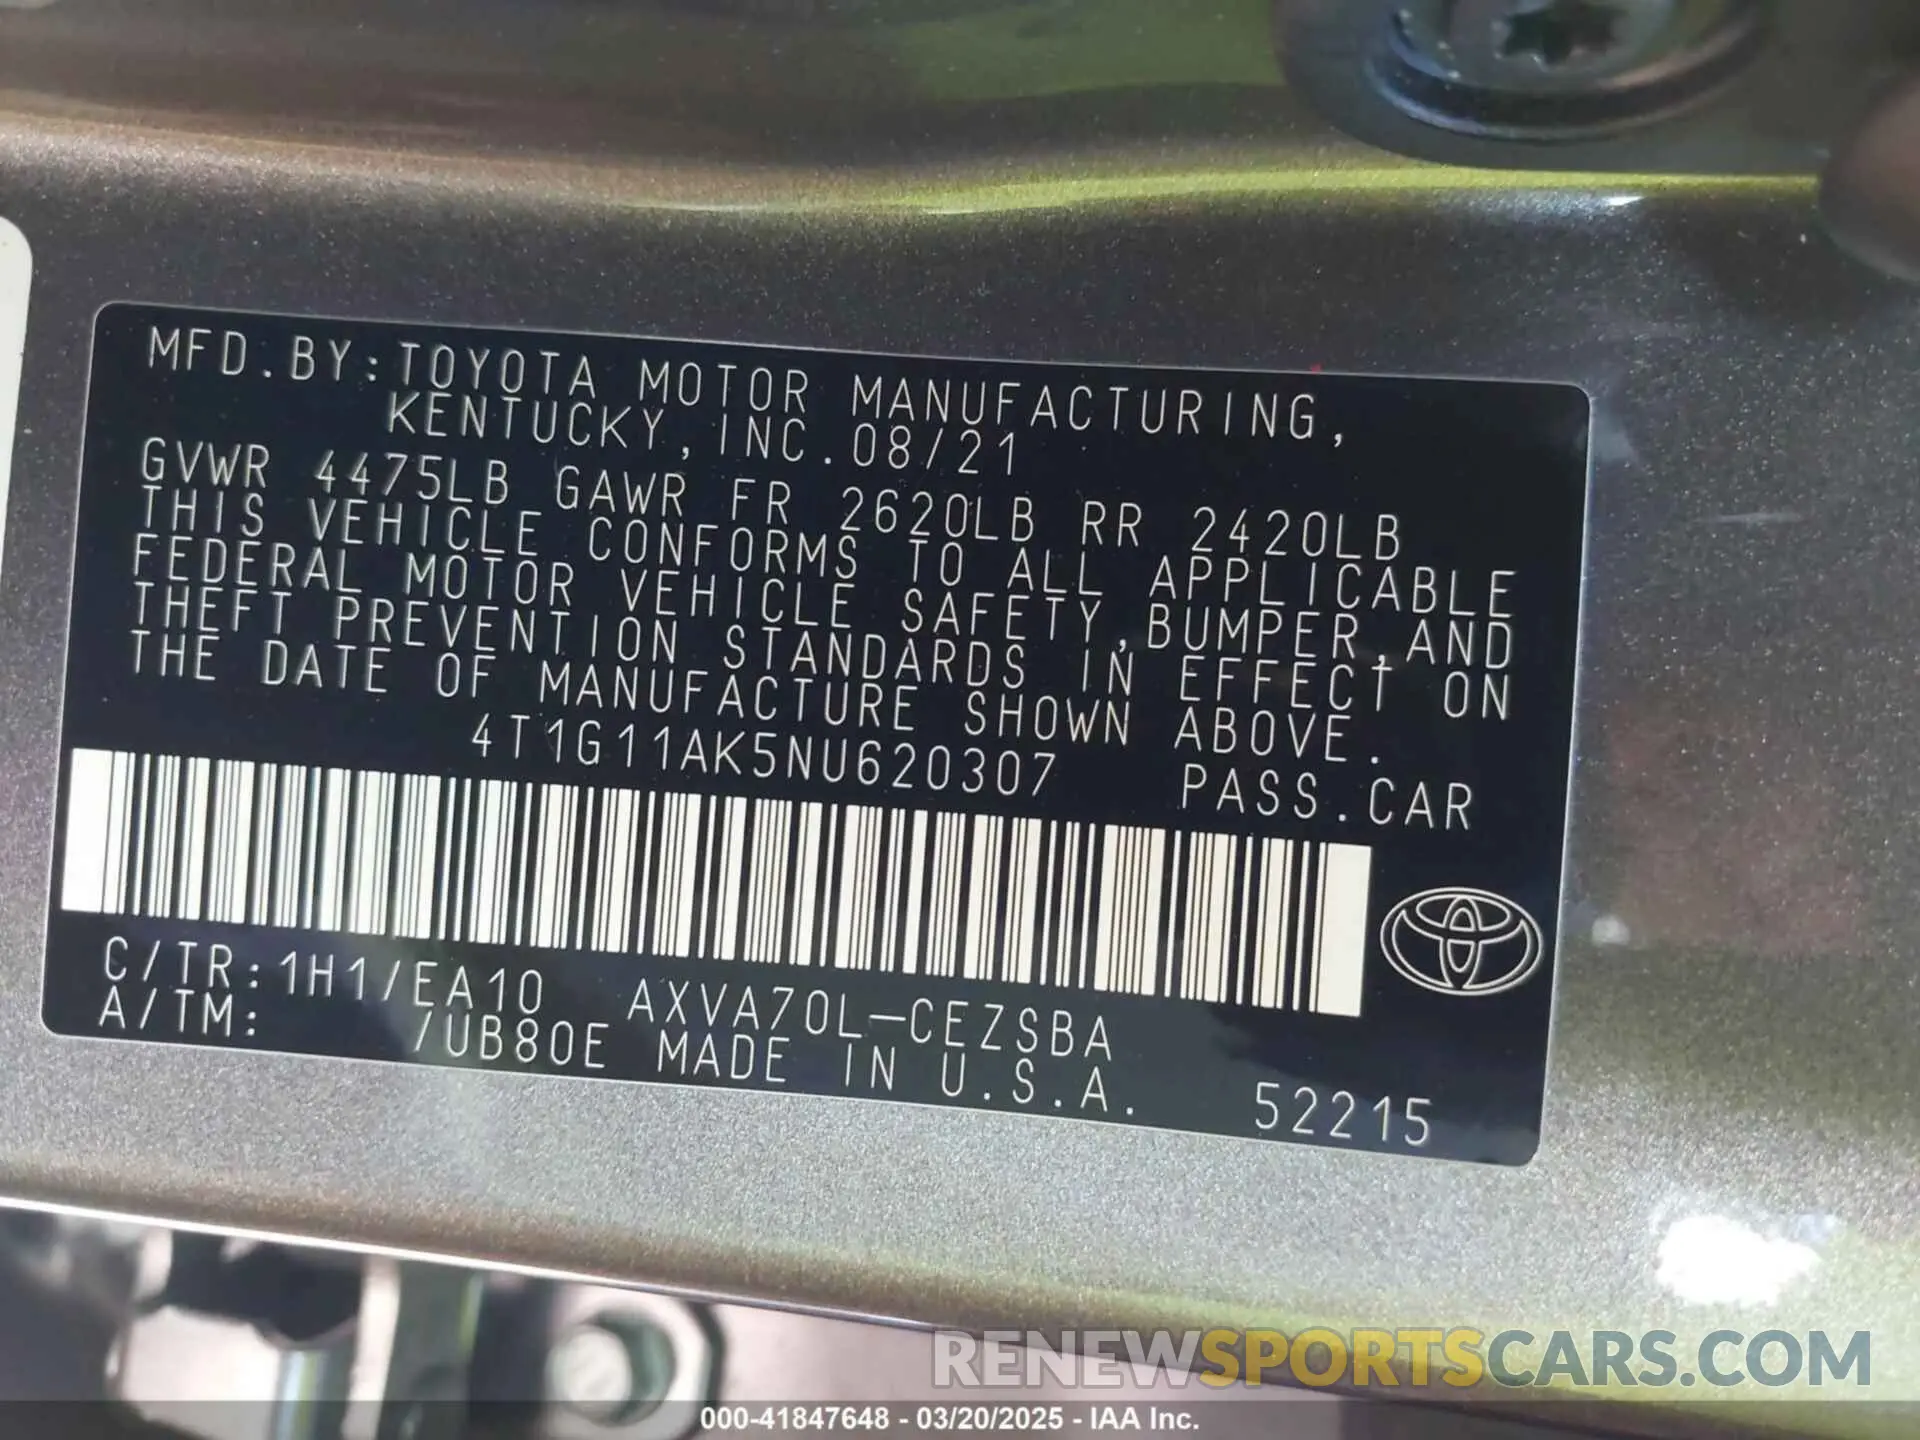 MFD.BY:TOYOTA MOTOR MANUFACTURING,
KENTUCKY,INC.08/21
GVWR 4475LB GAWR FR 2620LB RR 2420LB
THIS VEHICLE CONFORMS TO ALL APPLICABLE
FEDERAL MOTOR VEHICLE SAFETY,BUMPER,AND
THEFT PREVENTION STANDARDS IN EFFECT ON
THE DATE OF MANUFACTURE SHOWN ABOVE.
4T1G11AK5NU620307 PASS.CAR
C/TR:1H1/EA10 AXVA70L-CEZSBA
A/TM: /UB80E MADE IN U.S.A.
52215
RENEWSPORTSCARS.COM
000-41847648 - 03/20/2025 - IAA Inc.